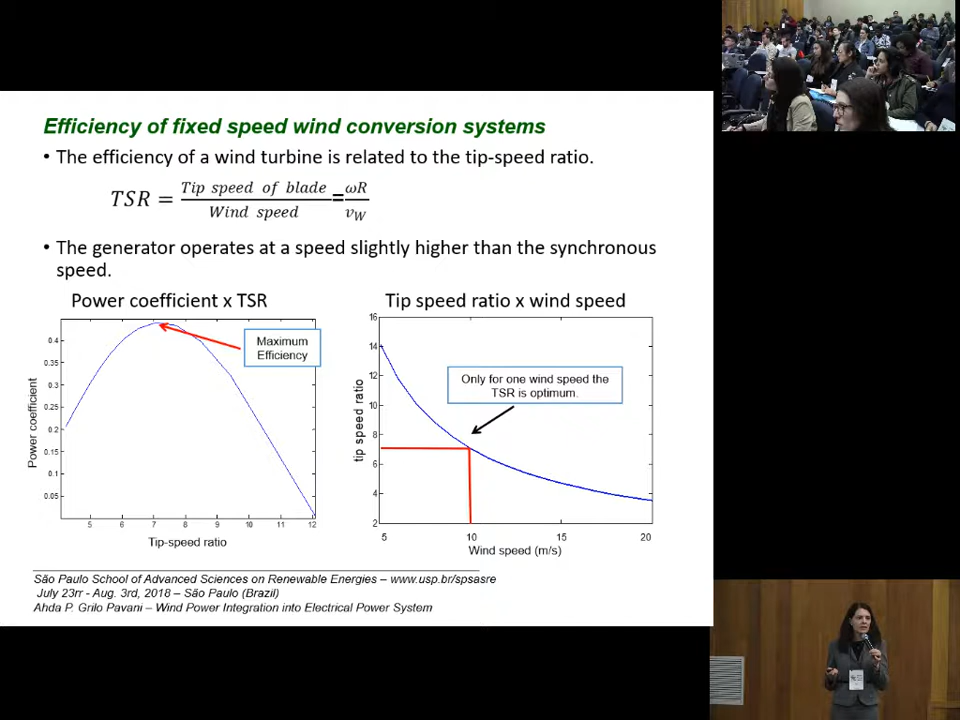 Efficiency of fixed speed wind conversion systems
• The efficiency of a wind turbine is related to the tip-speed ratio.
TSR = Tip speed of blade / Wind speed = ωR / v_W
• The generator operates at a speed slightly higher than the synchronous
speed.
Power coefficient x TSR
Maximum
Efficiency
Power coefficient
0.4
0.35
0.3
0.25
0.2
0.15
0.1
0.05
5 6 7 8 9 10 11 12
Tip-speed ratio
Tip speed ratio x wind speed
Only for one wind speed the
TSR is optimum.
tip speed ratio
16
14
12
10
8
6
4
2
5 10 15 20
Wind speed (m/s)
São Paulo School of Advanced Sciences on Renewable Energies – www.usp.br/spsasre
July 23rr - Aug. 3rd, 2018 – São Paulo (Brazil)
Ahda P. Grilo Pavani – Wind Power Integration into Electrical Power System